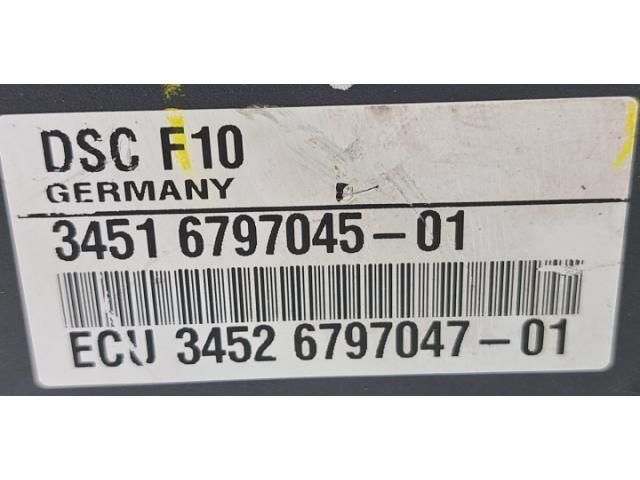 DSC F10
GERMANY
3451 6797045-01
ECU 3452 6797047-01